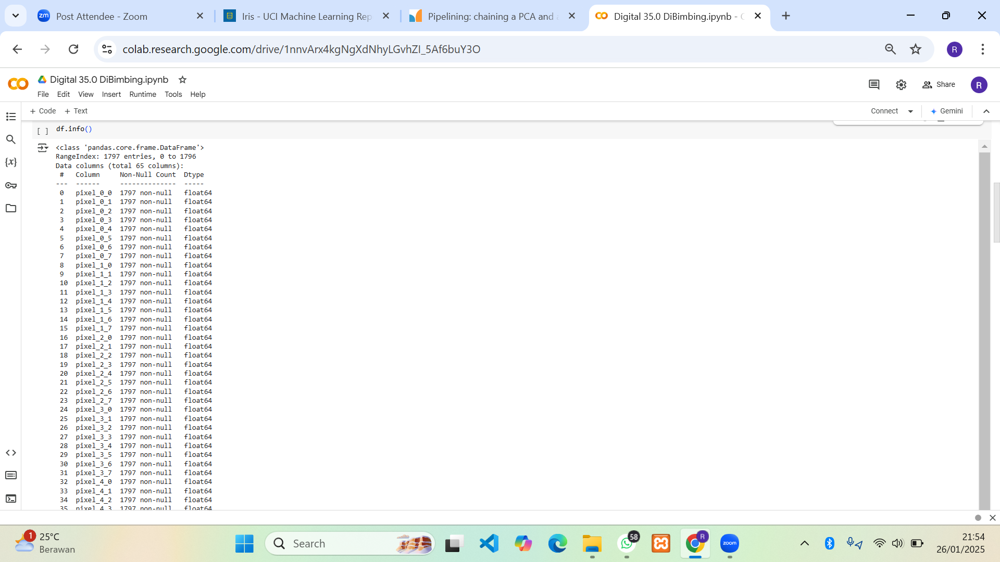 Post Attendee - Zoom
Iris - UCI Machine Learning Rep
Pipelining: chaining a PCA and a
Digital 35.0 DiBimbing.ipynb - C
colab.research.google.com/drive/1nnvArx4kgNgXdNhyLGvhZI_5Af6buY3O
R
Digital 35.0 DiBimbing.ipynb
File Edit View Insert Runtime Tools Help
Share
R
+ Code + Text
Connect
Gemini
[ ] df.info()
<class 'pandas.core.frame.DataFrame'>
RangeIndex: 1797 entries, 0 to 1796
Data columns (total 65 columns):
# Column Non-Null Count Dtype
--- ------ -------------- -----
0 pixel_0_0 1797 non-null float64
1 pixel_0_1 1797 non-null float64
2 pixel_0_2 1797 non-null float64
3 pixel_0_3 1797 non-null float64
4 pixel_0_4 1797 non-null float64
5 pixel_0_5 1797 non-null float64
6 pixel_0_6 1797 non-null float64
7 pixel_0_7 1797 non-null float64
8 pixel_1_0 1797 non-null float64
9 pixel_1_1 1797 non-null float64
10 pixel_1_2 1797 non-null float64
11 pixel_1_3 1797 non-null float64
12 pixel_1_4 1797 non-null float64
13 pixel_1_5 1797 non-null float64
14 pixel_1_6 1797 non-null float64
15 pixel_1_7 1797 non-null float64
16 pixel_2_0 1797 non-null float64
17 pixel_2_1 1797 non-null float64
18 pixel_2_2 1797 non-null float64
19 pixel_2_3 1797 non-null float64
20 pixel_2_4 1797 non-null float64
21 pixel_2_5 1797 non-null float64
22 pixel_2_6 1797 non-null float64
23 pixel_2_7 1797 non-null float64
24 pixel_3_0 1797 non-null float64
25 pixel_3_1 1797 non-null float64
26 pixel_3_2 1797 non-null float64
27 pixel_3_3 1797 non-null float64
28 pixel_3_4 1797 non-null float64
29 pixel_3_5 1797 non-null float64
30 pixel_3_6 1797 non-null float64
31 pixel_3_7 1797 non-null float64
32 pixel_4_0 1797 non-null float64
33 pixel_4_1 1797 non-null float64
34 pixel_4_2 1797 non-null float64
35 pixel_4_3 1797 non-null float64
1
25°C
Berawan
Search
58
R
zoom
21:54
26/01/2025